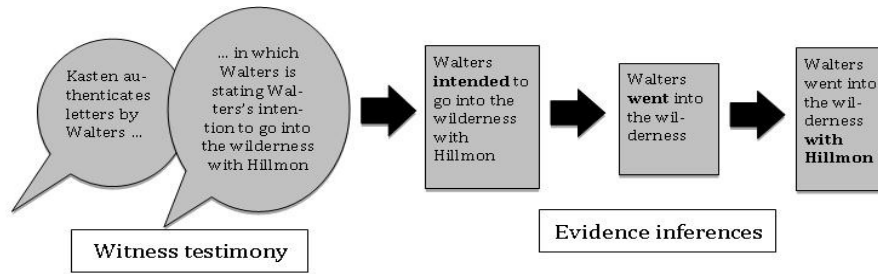 Kasten au-
thenticates
letters by
Walters ...
... in which
Walters is
stating Wal-
ters's inten-
tion to go into
the wilderness
with Hillmon
Walters
intended to
go into the
wilderness
with
Hillmon
Walters
went into
the wil-
derness
Walters
went into
the wil-
derness
with
Hillmon
Witness testimony
Evidence inferences